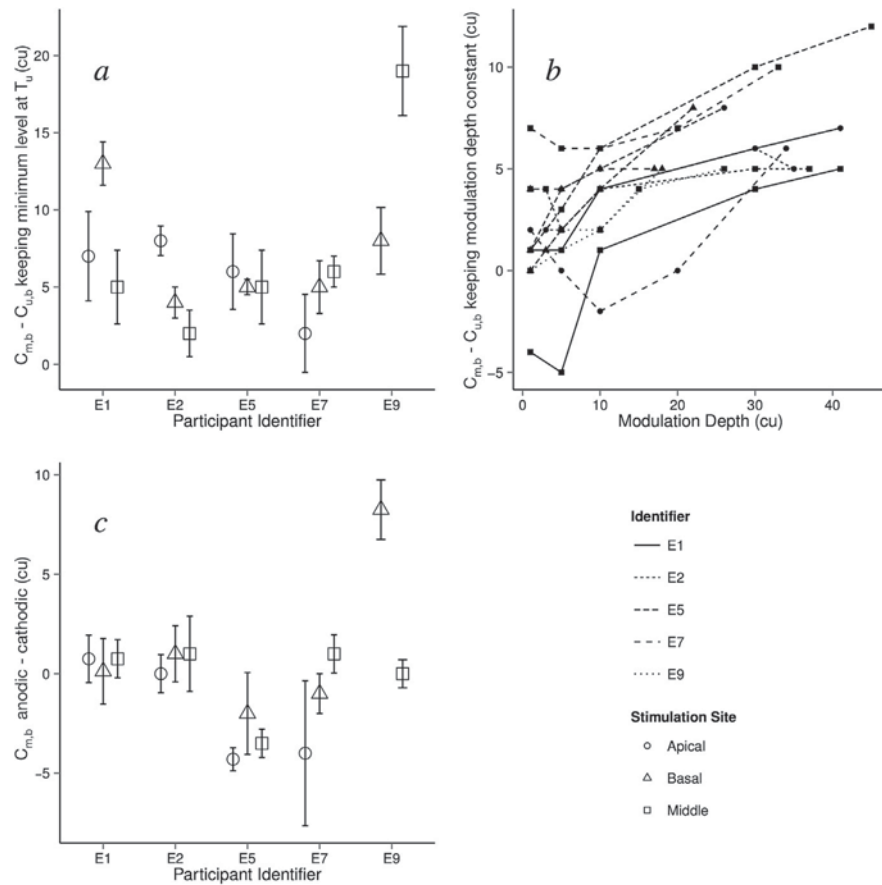 a
C_m,b - C_u,b keeping minimum level at T_u (cu)
20
15
10
5
0
E1 E2 E5 E7 E9
Participant Identifier
b
C_m,b - C_u,b keeping modulation depth constant (cu)
10
5
0
−5
0 10 20 30 40
Modulation Depth (cu)
c
C_m,b anodic - cathodic (cu)
10
5
0
−5
E1 E2 E5 E7 E9
Participant Identifier
Identifier
E1
E2
E5
E7
E9
Stimulation Site
Apical
Basal
Middle